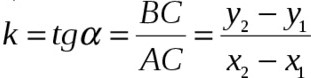 k = tgα = BC / AC = (y₂ − y₁) / (x₂ − x₁)